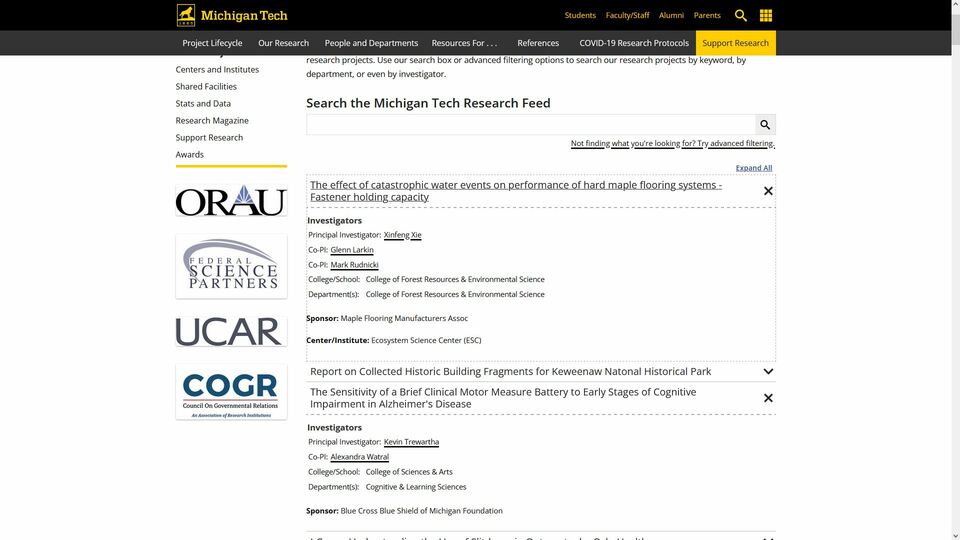 Michigan Tech
1885
Students
Faculty/Staff
Alumni
Parents
Project Lifecycle
Our Research
People and Departments
Resources For . . .
References
COVID-19 Research Protocols
Support Research
Centers and Institutes
Shared Facilities
Stats and Data
Research Magazine
Support Research
Awards
ORAU
FEDERAL
SCIENCE
PARTNERS
UCAR
COGR
Council On Governmental Relations
An Association of Research Institutions
research projects. Use our search box or advanced filtering options to search our research projects by keyword, by
department, or even by investigator.
Search the Michigan Tech Research Feed
Not finding what you're looking for? Try advanced filtering.
Expand All
The effect of catastrophic water events on performance of hard maple flooring systems -
Fastener holding capacity
Investigators
Principal Investigator: Xinfeng Xie
Co-PI: Glenn Larkin
Co-PI: Mark Rudnicki
College/School: College of Forest Resources & Environmental Science
Department(s): College of Forest Resources & Environmental Science
Sponsor: Maple Flooring Manufacturers Assoc
Center/Institute: Ecosystem Science Center (ESC)
Report on Collected Historic Building Fragments for Keweenaw Natonal Historical Park
The Sensitivity of a Brief Clinical Motor Measure Battery to Early Stages of Cognitive
Impairment in Alzheimer's Disease
Investigators
Principal Investigator: Kevin Trewartha
Co-PI: Alexandra Watral
College/School: College of Sciences & Arts
Department(s): Cognitive & Learning Sciences
Sponsor: Blue Cross Blue Shield of Michigan Foundation